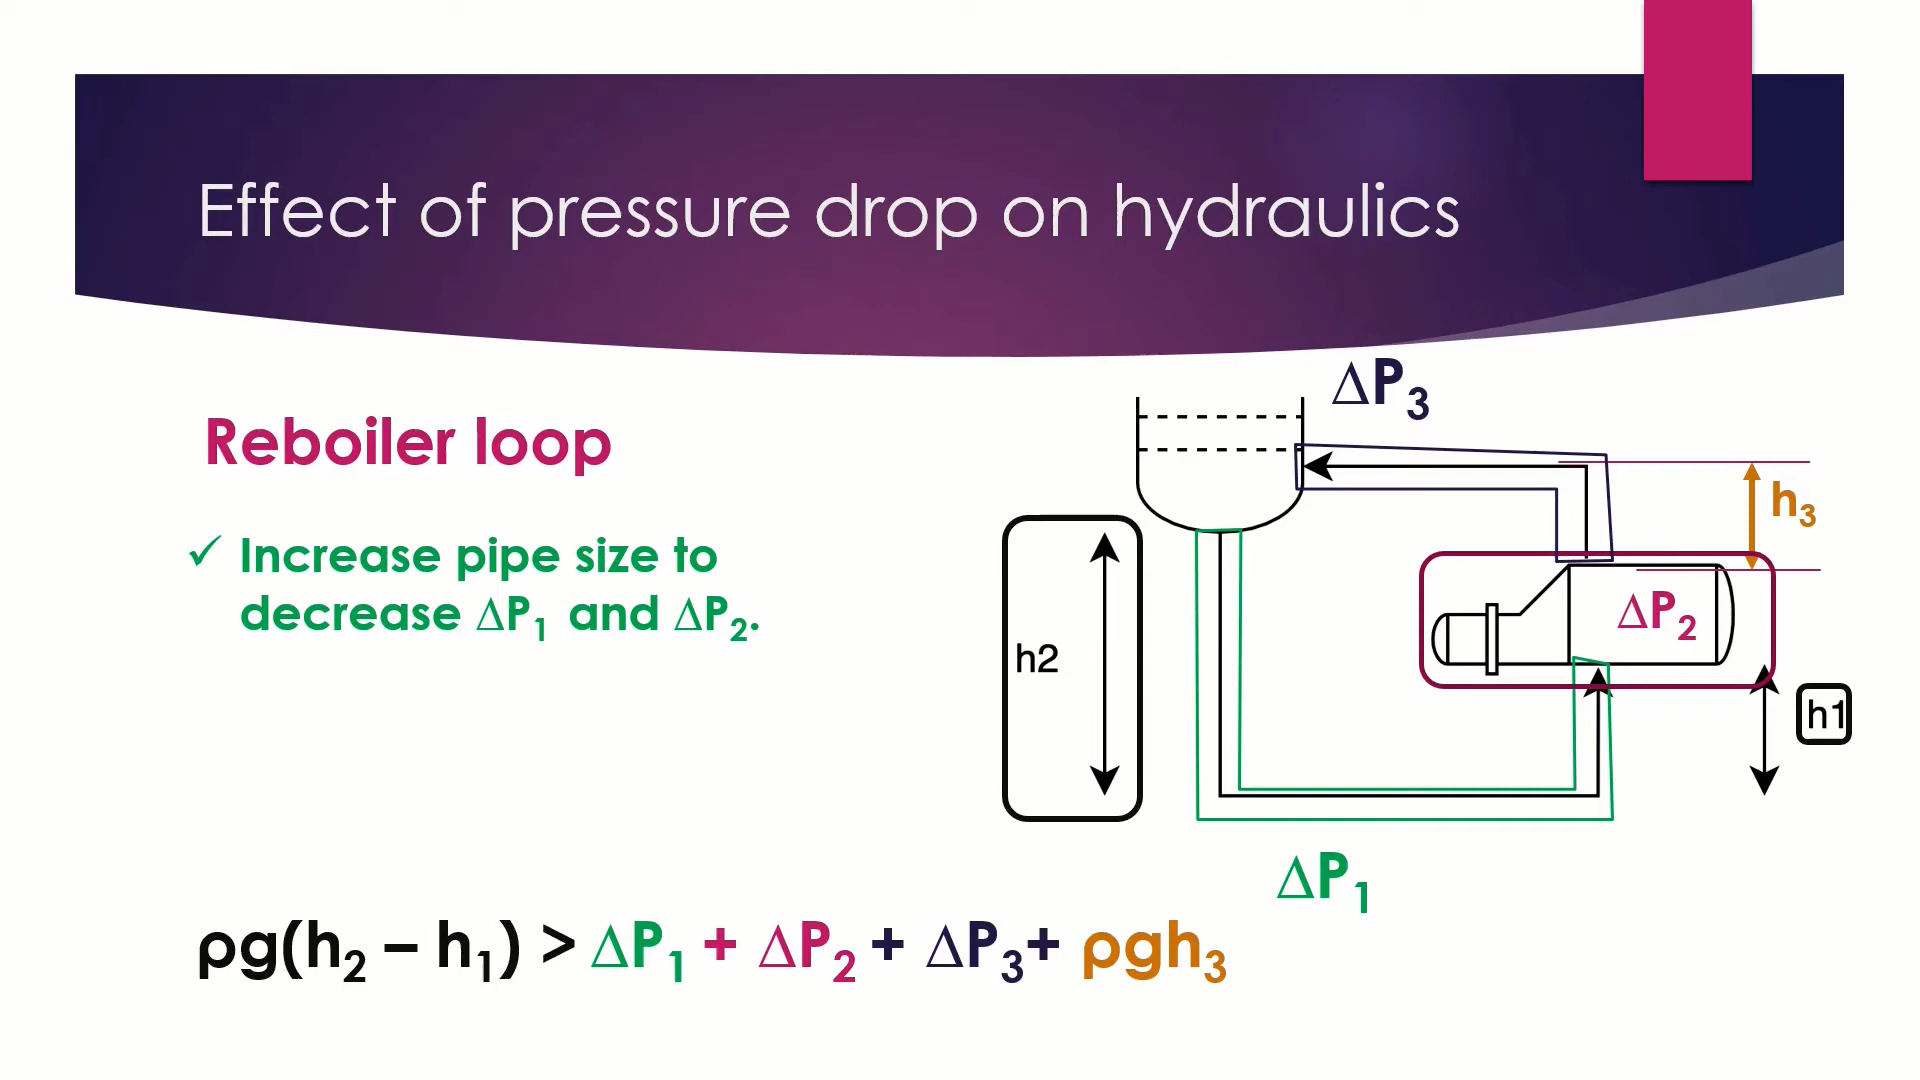 Effect of pressure drop on hydraulics
ΔP₃
Reboiler loop
h₃
✓ Increase pipe size to
decrease ΔP₁ and ΔP₂.
ΔP₂
h2
h1
ΔP₁
ρg(h₂ – h₁) > ΔP₁ + ΔP₂ + ΔP₃+ ρgh₃